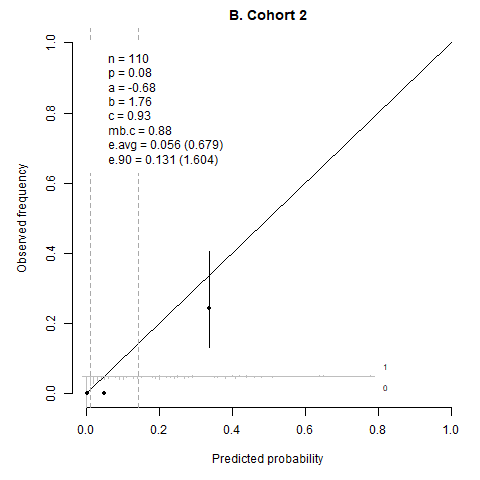 B. Cohort 2
n = 110
p = 0.08
a = -0.68
b = 1.76
c = 0.93
mb.c = 0.88
e.avg = 0.056 (0.679)
e.90 = 0.131 (1.604)
Observed frequency
1.0
0.8
0.6
0.4
0.2
0.0
1
0
0.0 0.2 0.4 0.6 0.8 1.0
Predicted probability